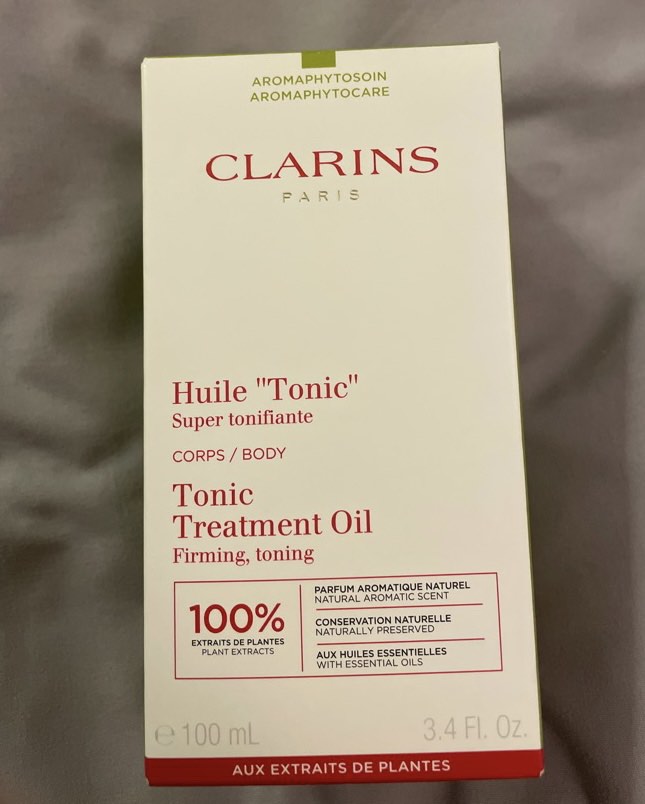 AROMAPHYTOSOIN
AROMAPHYTOCARE
CLARINS
PARIS
Huile "Tonic"
Super tonifiante
CORPS / BODY
Tonic
Treatment Oil
Firming, toning
100%
EXTRAITS DE PLANTES
PLANT EXTRACTS
PARFUM AROMATIQUE NATUREL
NATURAL AROMATIC SCENT
CONSERVATION NATURELLE
NATURALLY PRESERVED
AUX HUILES ESSENTIELLES
WITH ESSENTIAL OILS
℮ 100 mL 3.4 Fl. Oz.
AUX EXTRAITS DE PLANTES